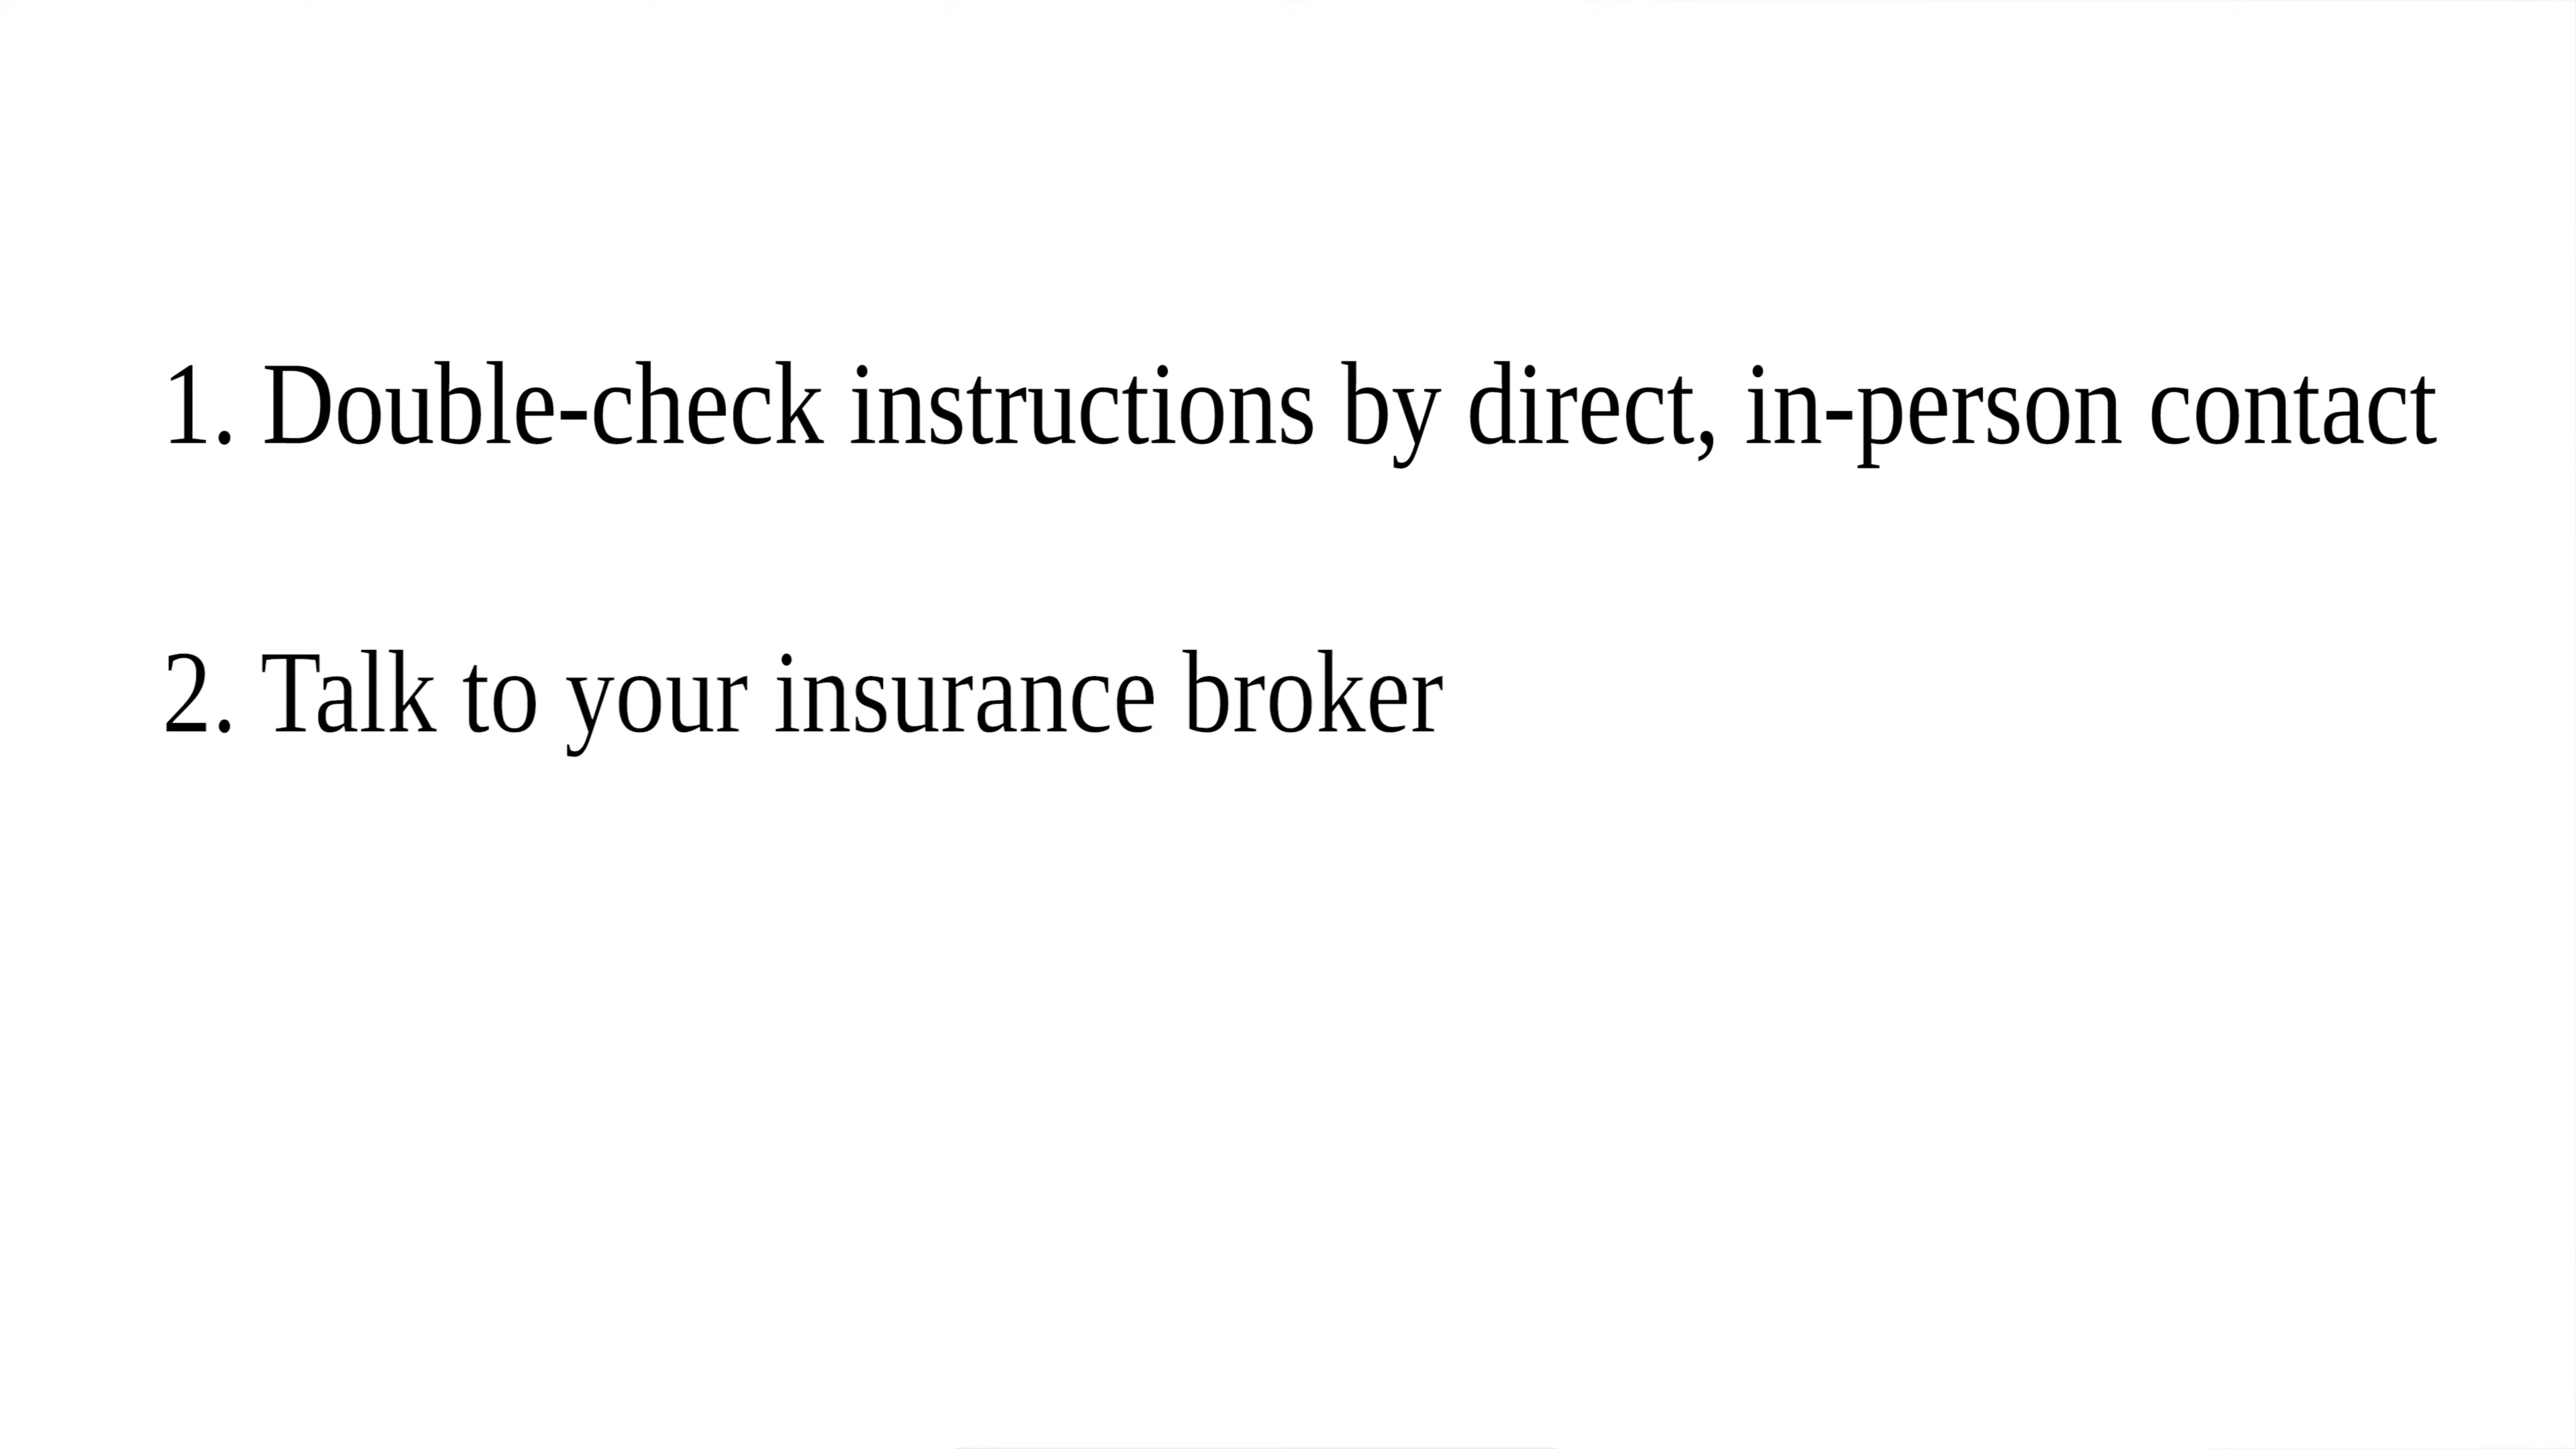 1. Double-check instructions by direct, in-person contact
2. Talk to your insurance broker